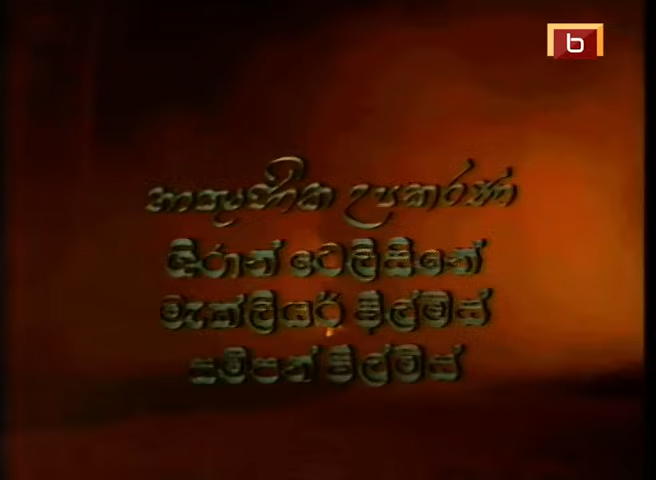 b
තාක්ෂණික උපකරණ
ශිරාන් ටෙලිසිනේ
මැක්ලියර් ෆිල්ම්ස්
සම්පත් ෆිල්ම්ස්